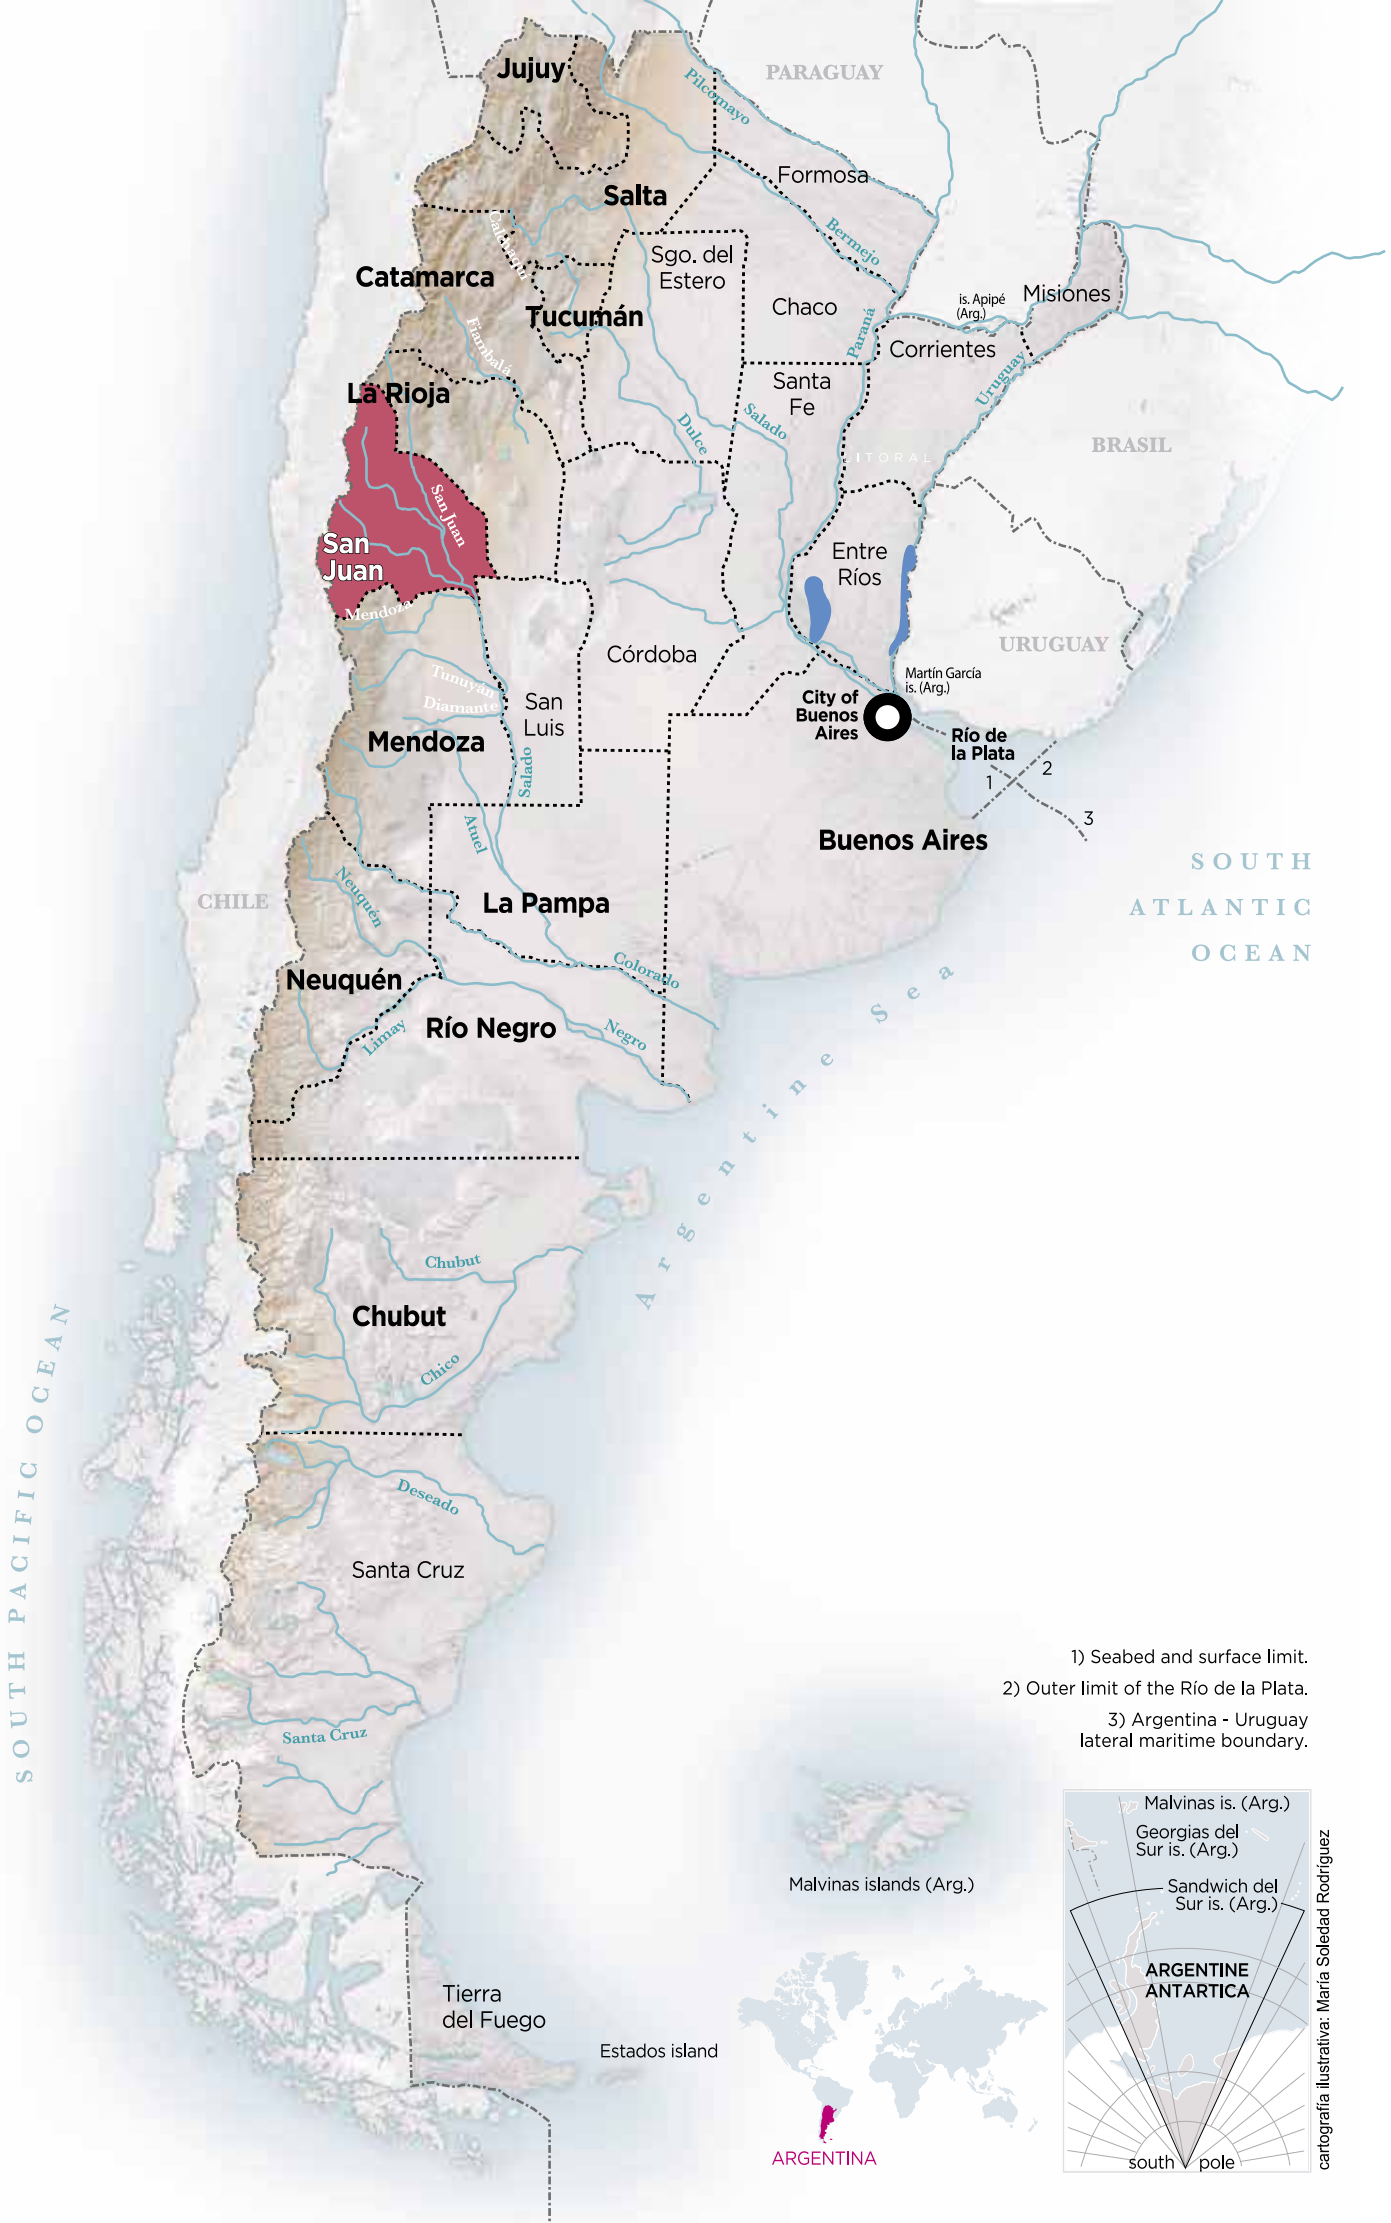 Jujuy
PARAGUAY
Pilcomayo
Formosa
Salta
Calchaquí
Bermejo
Sgo. del
Estero
Catamarca
Chaco
is. Apipé
(Arg.)
Misiones
Tucumán
Paraná
Corrientes
Fiambalá
Uruguay
La Rioja
Santa
Fe
Salado
Dulce
BRASIL
LITORAL
San Juan
San
Juan
Entre
Ríos
Mendoza
URUGUAY
Córdoba
Tunuyán
Diamante
San
Luis
Martín García
is. (Arg.)
City of
Buenos
Aires
Mendoza
Río de
la Plata
Salado
1
2
3
Atuel
Buenos Aires
SOUTH
ATLANTIC
OCEAN
CHILE
Neuquén
La Pampa
Colorado
Neuquén
Argentine Sea
Río Negro
Negro
Limay
Chubut
Chubut
Chico
SOUTH PACIFIC OCEAN
Deseado
Santa Cruz
Santa Cruz
1) Seabed and surface limit.
2) Outer limit of the Río de la Plata.
3) Argentina - Uruguay
lateral maritime boundary.
Malvinas islands (Arg.)
Malvinas is. (Arg.)
Georgias del
Sur is. (Arg.)
Sandwich del
Sur is. (Arg.)
ARGENTINE
ANTARTICA
south pole
cartografía ilustrativa: María Soledad Rodríguez
Tierra
del Fuego
Estados island
ARGENTINA